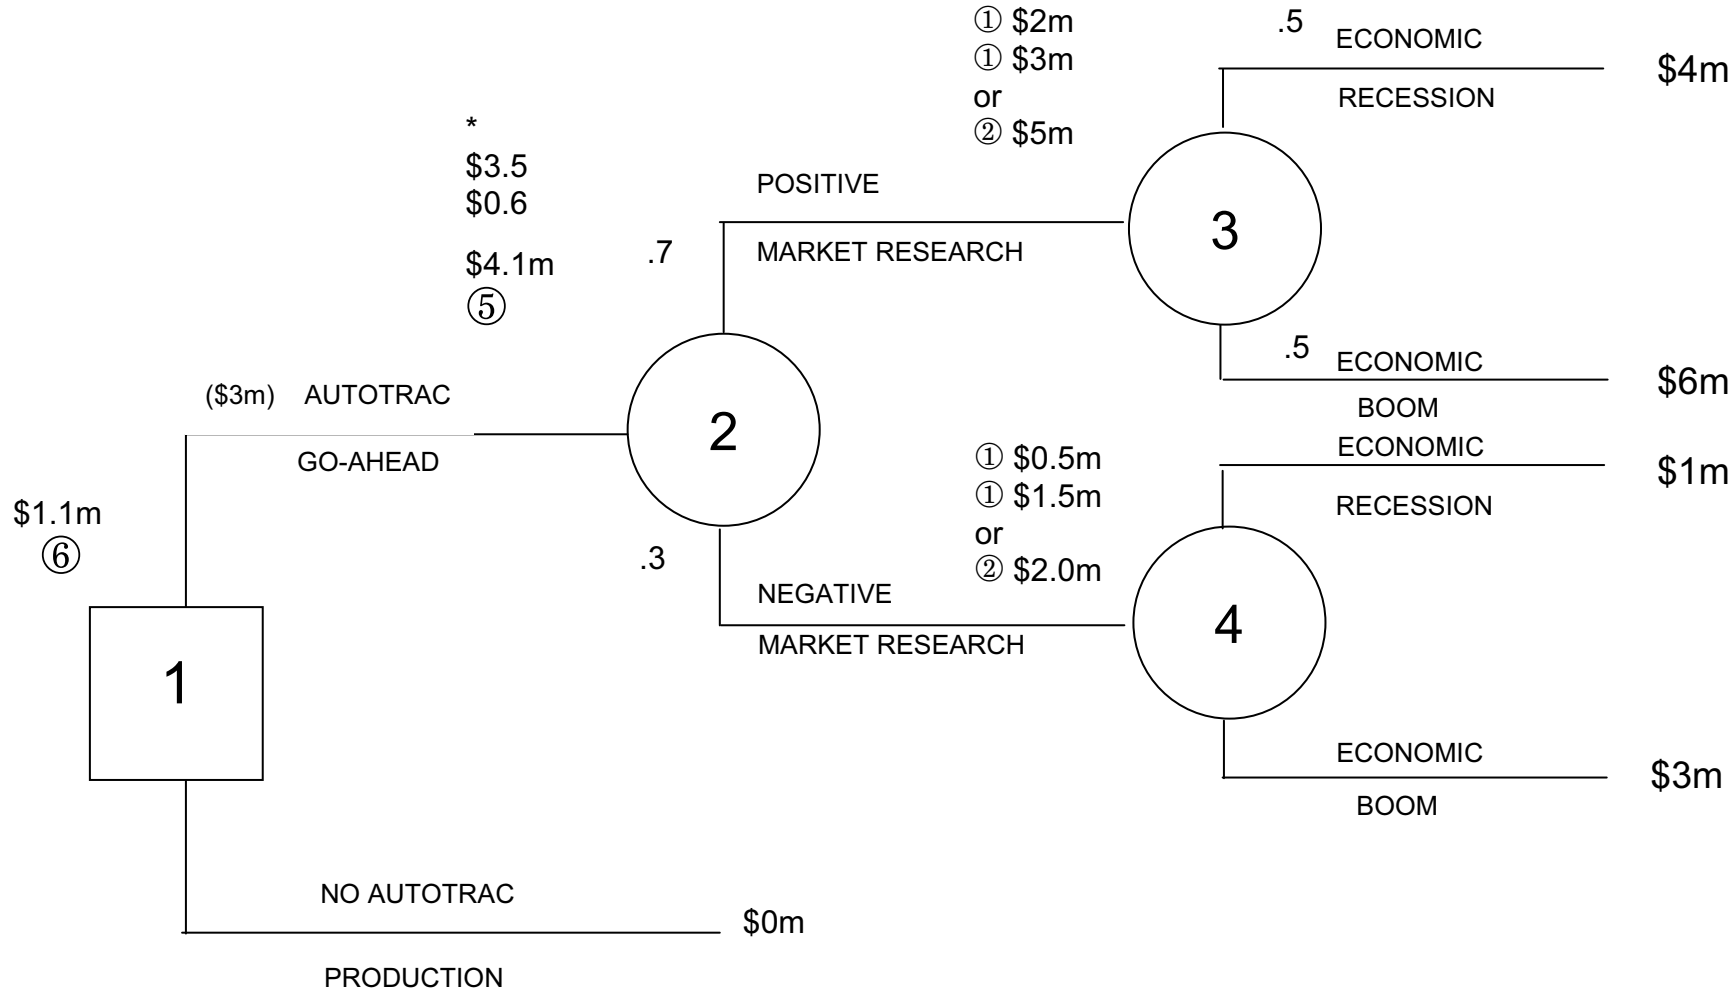 ① $2m
① $3m
or
② $5m
.5
ECONOMIC
RECESSION
$4m
*
$3.5
$0.6
$4.1m
⑤
.7
POSITIVE
MARKET RESEARCH
3
.5
ECONOMIC
BOOM
$6m
($3m) AUTOTRAC
GO-AHEAD
2
① $0.5m
① $1.5m
or
② $2.0m
ECONOMIC
RECESSION
$1m
$1.1m
⑥
.3
NEGATIVE
MARKET RESEARCH
4
1
ECONOMIC
BOOM
$3m
NO AUTOTRAC
PRODUCTION
$0m